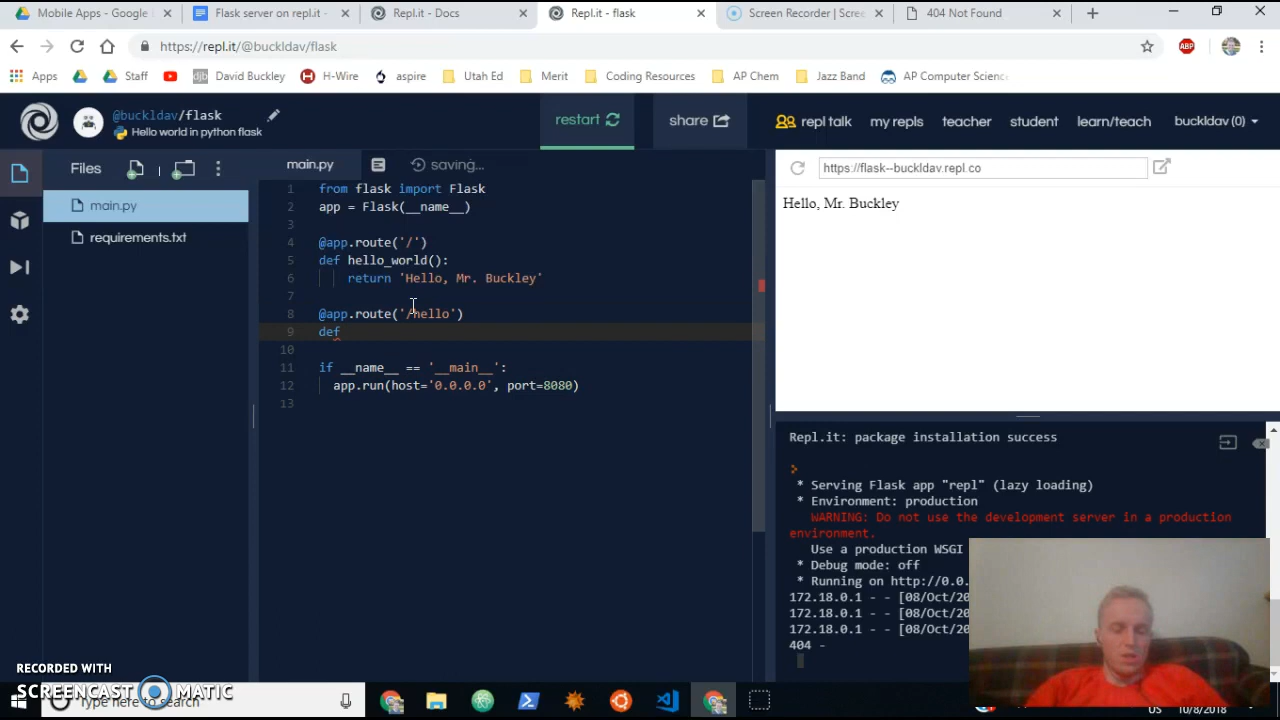 Mobile Apps - Google
Flask server on repl.it -
Repl.it - Docs
Repl.it - flask
Screen Recorder | Scree
404 Not Found
https://repl.it/@buckldav/flask
ABP
Apps
Staff
David Buckley
H-Wire
aspire
Utah Ed
Merit
Coding Resources
AP Chem
Jazz Band
AP Computer Scienc
@buckldav/flask
Hello world in python flask
restart
share
repl talk
my repls
teacher
student
learn/teach
buckldav (0)
Files
main.py
saving...
https://flask--buckldav.repl.co
main.py
requirements.txt
1 from flask import Flask
2 app = Flask(__name__)
3
4 @app.route('/')
5 def hello_world():
6 return 'Hello, Mr. Buckley'
7
8 @app.route('/hello')
9 def
10
11 if __name__ == '__main__':
12 app.run(host='0.0.0.0', port=8080)
13
Hello, Mr. Buckley
Repl.it: package installation success
* Serving Flask app "repl" (lazy loading)
* Environment: production
WARNING: Do not use the development server in a production
environment.
Use a production WSGI
* Debug mode: off
* Running on http://0.0.
172.18.0.1 - - [08/Oct/20
172.18.0.1 - - [08/Oct/20
172.18.0.1 - - [08/Oct/20
404 -
RECORDED WITH
SCREENCAST MATIC
Type here to search
US
10/8/2018